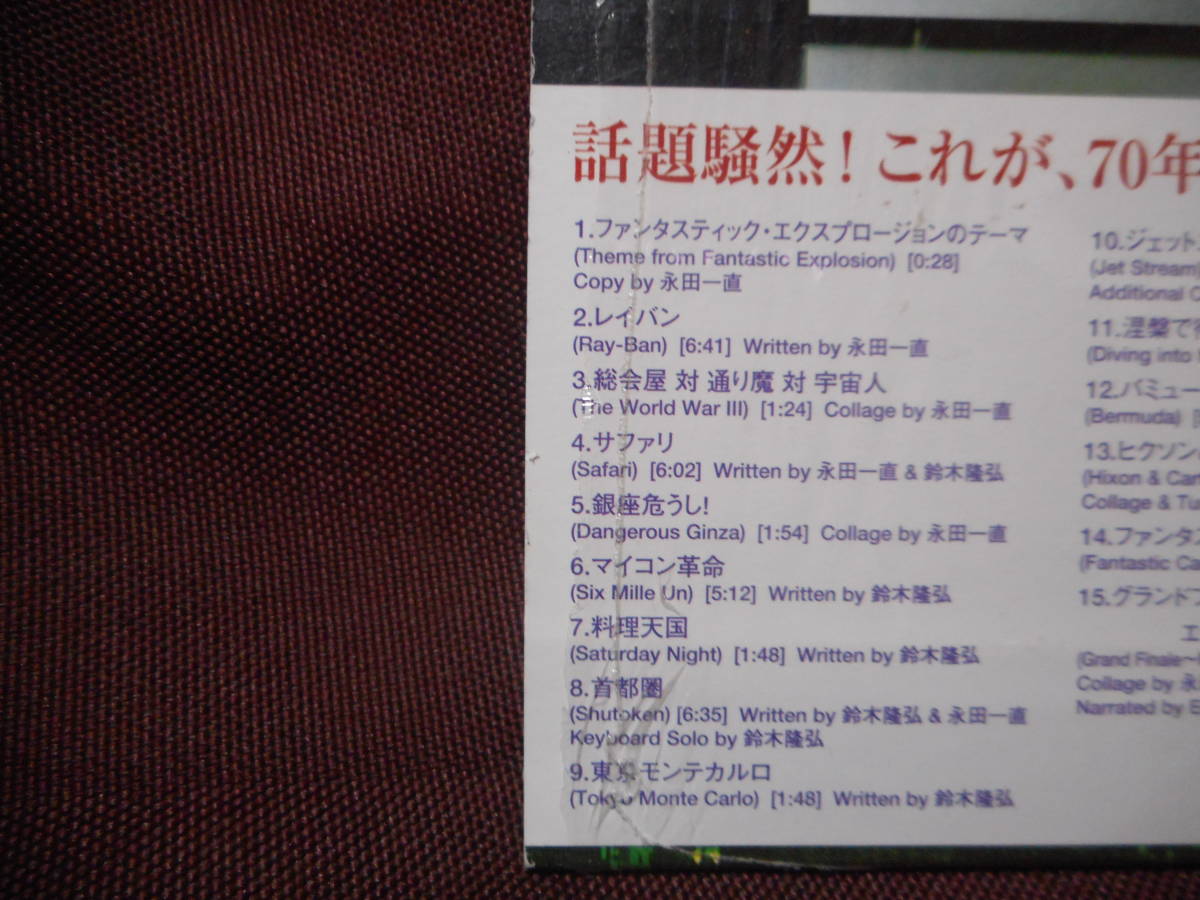 話題騒然！これが、70年
1.ファンタスティック・エクスプロージョンのテーマ
(Theme from Fantastic Explosion) [0:28]
Copy by 永田一直
2.レイバン
(Ray-Ban) [6:41] Written by 永田一直
3.総会屋 対 通り魔 対 宇宙人
(The World War III) [1:24] Collage by 永田一直
4.サファリ
(Safari) [6:02] Written by 永田一直 & 鈴木隆弘
5.銀座危うし!
(Dangerous Ginza) [1:54] Collage by 永田一直
6.マイコン革命
(Six Mille Un) [5:12] Written by 鈴木隆弘
7.料理天国
(Saturday Night) [1:48] Written by 鈴木隆弘
8.首都圏
(Shutoken) [6:35] Written by 鈴木隆弘 & 永田一直
Keyboard Solo by 鈴木隆弘
9.東京モンテカルロ
(Tokyo Monte Carlo) [1:48] Written by 鈴木隆弘
10.ジェット
(Jet Stream)
Additional
11.涅槃で
(Diving into
12.バミュー
(Bermuda)
13.ヒクソン
(Hixon &
Collage &
14.ファンタス
(Fantastic
15.グランドフ
エ
(Grand Finale~
Collage by 永
Narrated by E